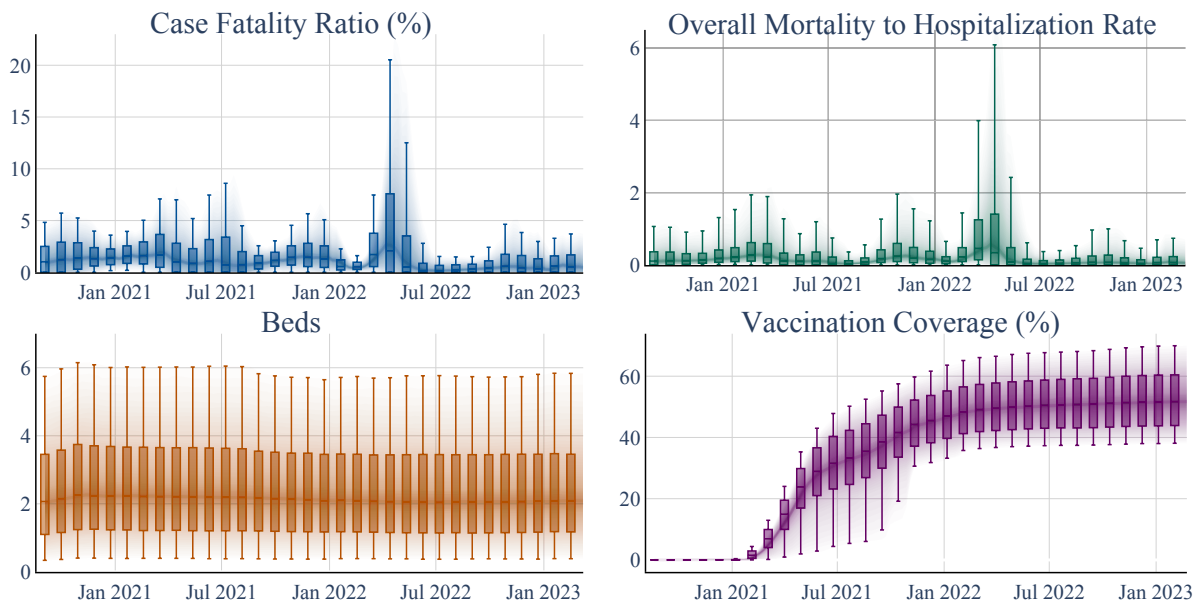 Case Fatality Ratio (%)
20
15
10
5
0
Jan 2021 Jul 2021 Jan 2022 Jul 2022 Jan 2023
Overall Mortality to Hospitalization Rate
6
4
2
0
Jan 2021 Jul 2021 Jan 2022 Jul 2022 Jan 2023
Beds
6
4
2
0
Jan 2021 Jul 2021 Jan 2022 Jul 2022 Jan 2023
Vaccination Coverage (%)
60
40
20
0
Jan 2021 Jul 2021 Jan 2022 Jul 2022 Jan 2023